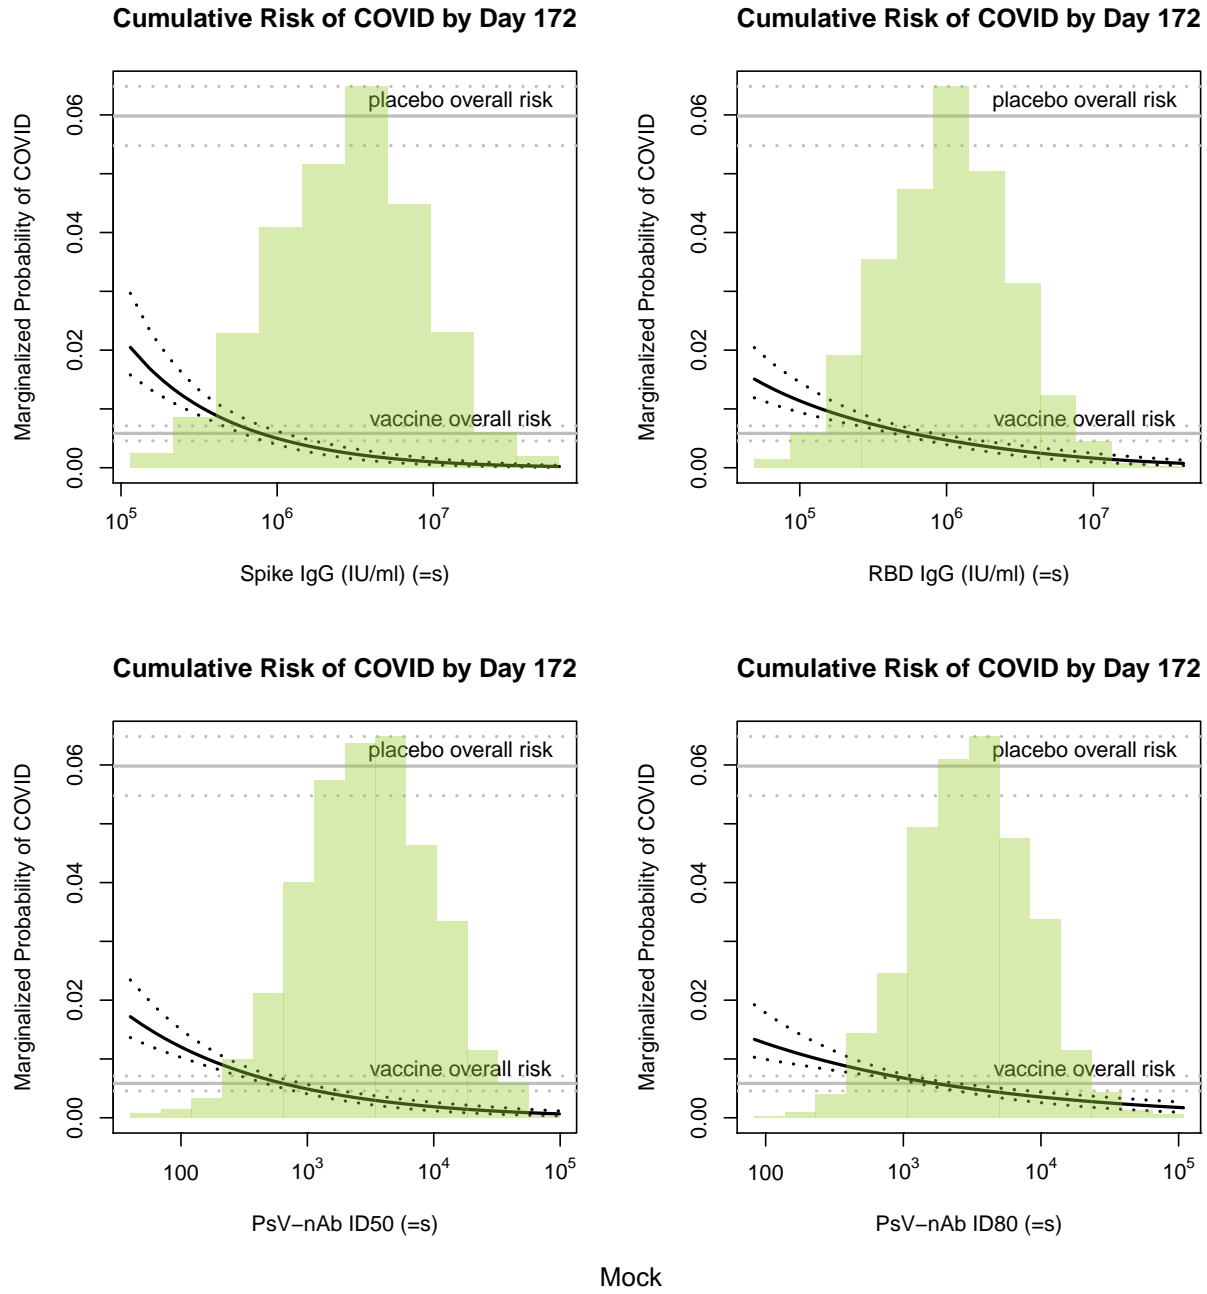 Cumulative Risk of COVID by Day 172
Marginalized Probability of COVID
0.06
0.04
0.02
0.00
placebo overall risk
vaccine overall risk
10^5
10^6
10^7
Spike IgG (IU/ml) (=s)
Cumulative Risk of COVID by Day 172
Marginalized Probability of COVID
0.06
0.04
0.02
0.00
placebo overall risk
vaccine overall risk
10^5
10^6
10^7
RBD IgG (IU/ml) (=s)
Cumulative Risk of COVID by Day 172
Marginalized Probability of COVID
0.06
0.04
0.02
0.00
placebo overall risk
vaccine overall risk
100
10^3
10^4
10^5
PsV−nAb ID50 (=s)
Cumulative Risk of COVID by Day 172
Marginalized Probability of COVID
0.06
0.04
0.02
0.00
placebo overall risk
vaccine overall risk
100
10^3
10^4
10^5
PsV−nAb ID80 (=s)
Mock